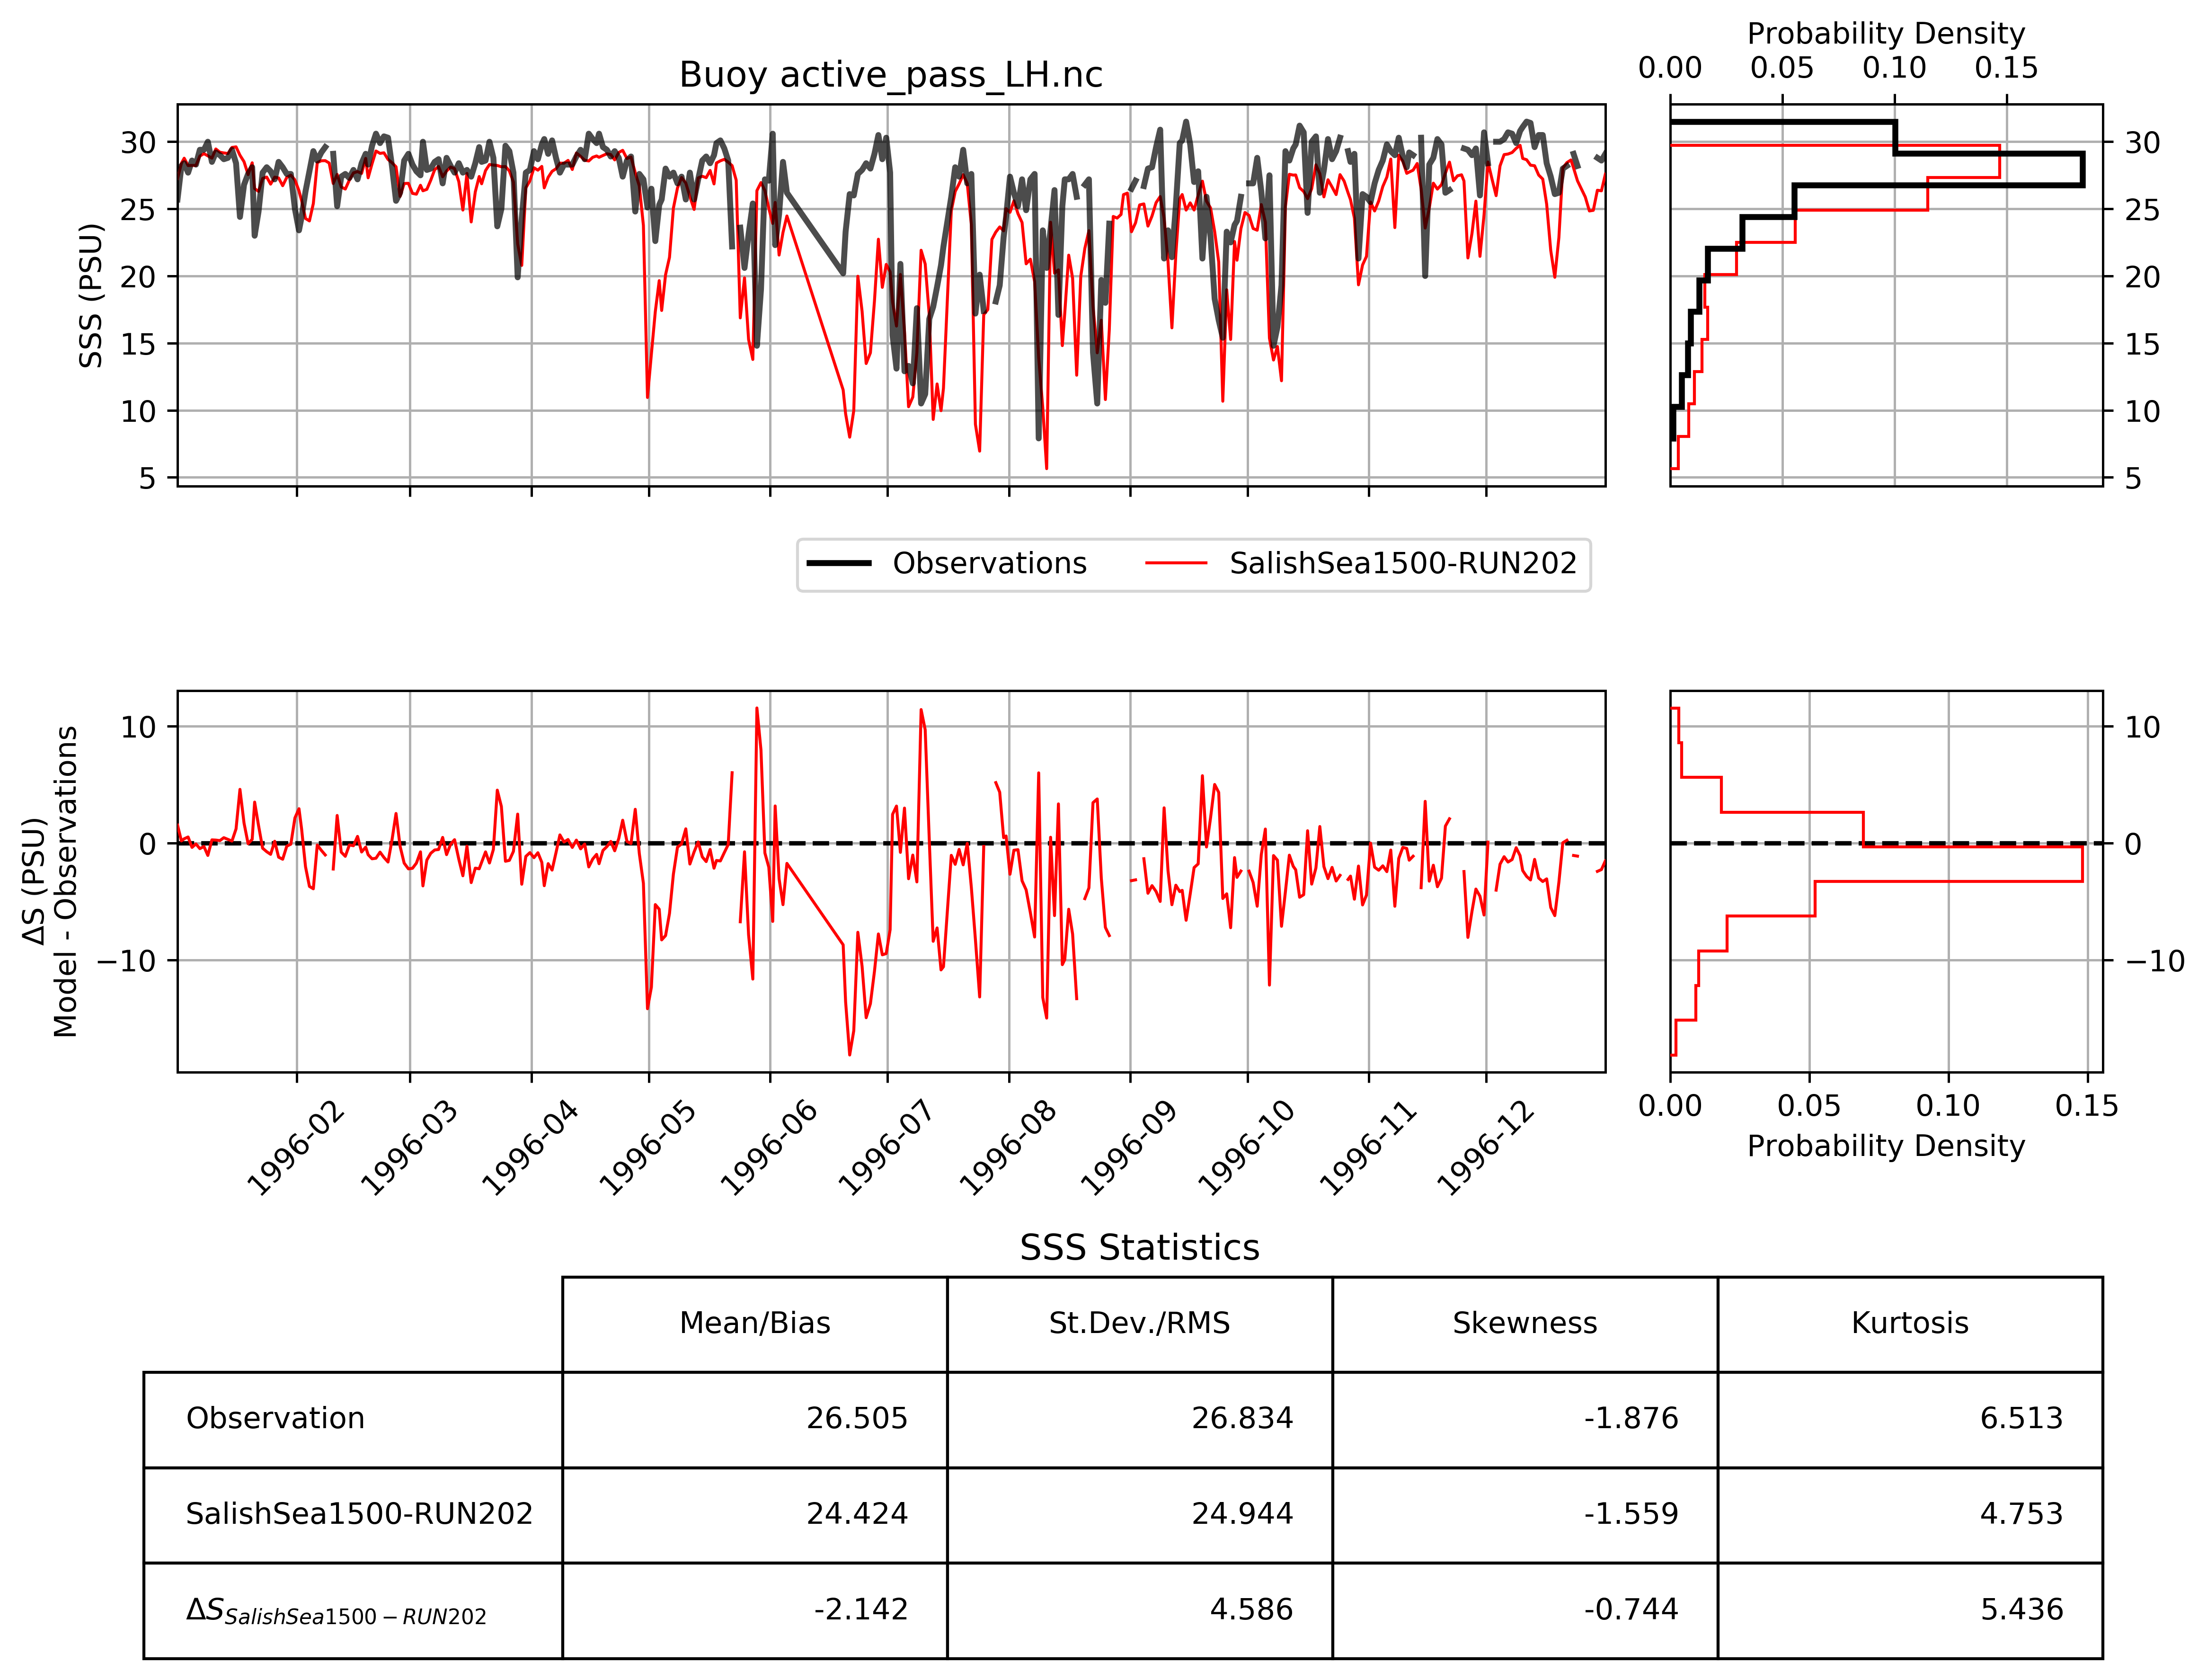 Probability Density
0.00 0.05 0.10 0.15
Buoy active_pass_LH.nc
SSS (PSU)
30
25
20
15
10
5
30
25
20
15
10
5
Observations SalishSea1500-RUN202
ΔS (PSU)
Model - Observations
10
0
−10
10
0
−10
1996-02 1996-03 1996-04 1996-05 1996-06 1996-07 1996-08 1996-09 1996-10 1996-11 1996-12
0.00 0.05 0.10 0.15
Probability Density
SSS Statistics
Mean/Bias St.Dev./RMS Skewness Kurtosis
Observation 26.505 26.834 -1.876 6.513
SalishSea1500-RUN202 24.424 24.944 -1.559 4.753
ΔS SalishSea1500−RUN202 -2.142 4.586 -0.744 5.436